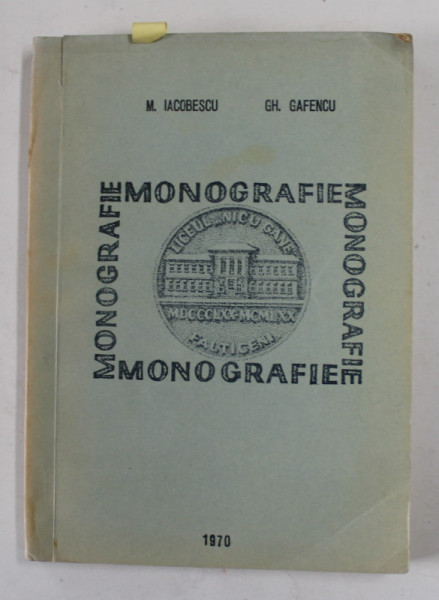 M. IACOBESCU GH. GAFENCU
MONOGRAFIE
MONOGRAFIE
MONOGRAFIE
MONOGRAFIE
LICEUL „NICU GANE
MDCCCLXX-MCMLXX
FALTICENI
1970